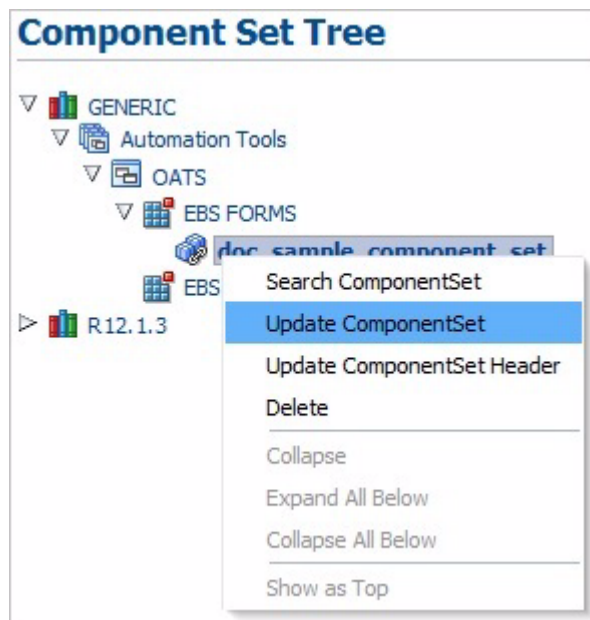 Component Set Tree
GENERIC
Automation Tools
OATS
EBS FORMS
doc_sample_component_set
Search ComponentSet
EBS
Update ComponentSet
R12.1.3
Update ComponentSet Header
Delete
Collapse
Expand All Below
Collapse All Below
Show as Top